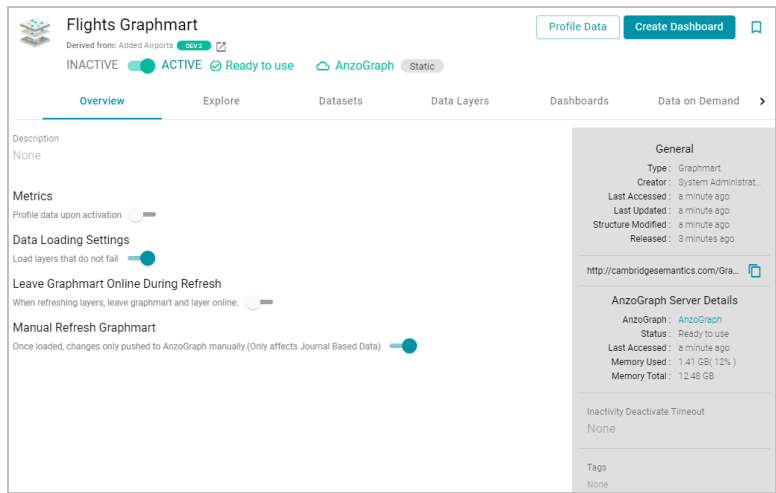 Flights Graphmart
Profile Data
Create Dashboard
Derived from: Added Airports DEV 2
INACTIVE ACTIVE Ready to use AnzoGraph Static
Overview Explore Datasets Data Layers Dashboards Data on Demand
Description
None
Metrics
Profile data upon activation
Data Loading Settings
Load layers that do not fail
Leave Graphmart Online During Refresh
When refreshing layers, leave graphmart and layer online.
Manual Refresh Graphmart
Once loaded, changes only pushed to AnzoGraph manually.(Only affects Journal Based Data)
General
Type : Graphmart
Creator : System Administrat...
Last Accessed : a minute ago
Last Updated : a minute ago
Structure Modified : a minute ago
Released : 3 minutes ago
http://cambridgesemantics.com/Gra...
AnzoGraph Server Details
AnzoGraph : AnzoGraph
Status : Ready to use
Last Accessed : a minute ago
Memory Used : 1.41 GB( 12% )
Memory Total : 12.48 GB
Inactivity Deactivate Timeout
None
Tags
None